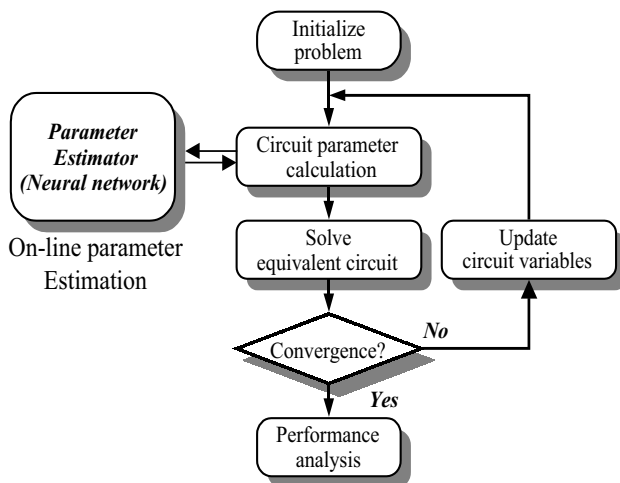 Initialize
problem
Parameter
Estimator
(Neural network)
On-line parameter
Estimation
Circuit parameter
calculation
Solve
equivalent circuit
Update
circuit variables
Convergence?
No
Yes
Performance
analysis